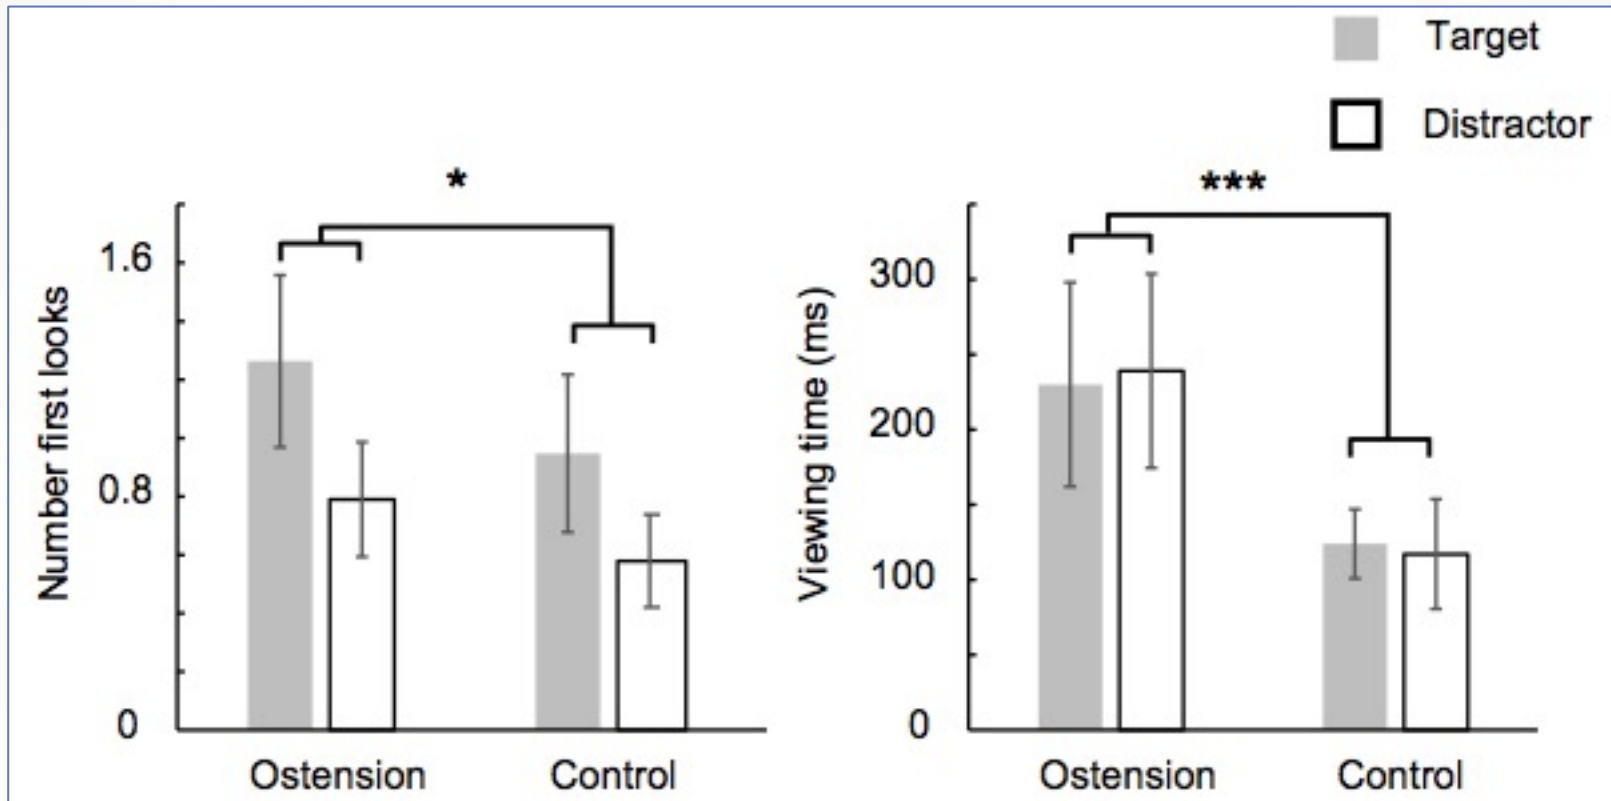 Target
Distractor
*
***
Number first looks
1.6
0.8
0
Ostension
Control
Viewing time (ms)
300
200
100
0
Ostension
Control